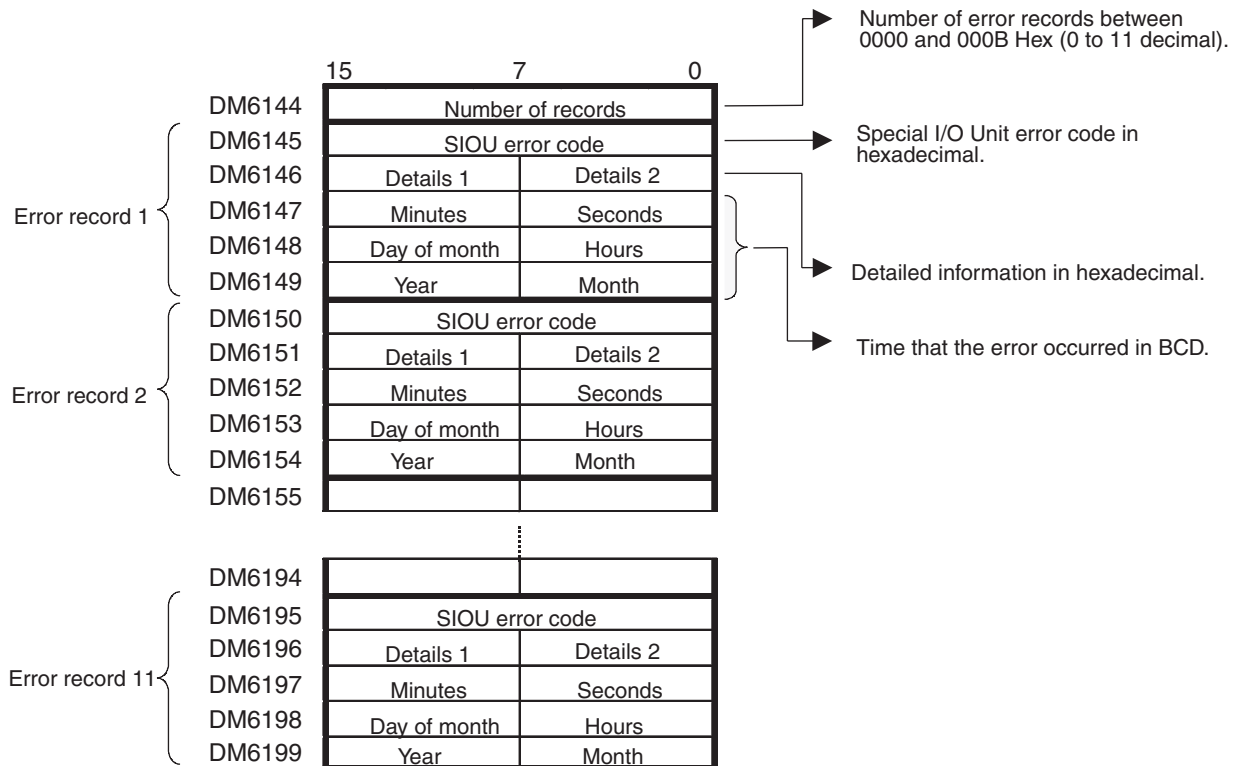 Number of error records between
0000 and 000B Hex (0 to 11 decimal).
15 7 0
DM6144 Number of records
DM6145 SIOU error code
Special I/O Unit error code in
hexadecimal.
DM6146 Details 1 Details 2
Error record 1
DM6147 Minutes Seconds
DM6148 Day of month Hours
DM6149 Year Month
Detailed information in hexadecimal.
DM6150 SIOU error code
DM6151 Details 1 Details 2
Time that the error occurred in BCD.
Error record 2
DM6152 Minutes Seconds
DM6153 Day of month Hours
DM6154 Year Month
DM6155
DM6194
DM6195 SIOU error code
DM6196 Details 1 Details 2
Error record 11
DM6197 Minutes Seconds
DM6198 Day of month Hours
DM6199 Year Month